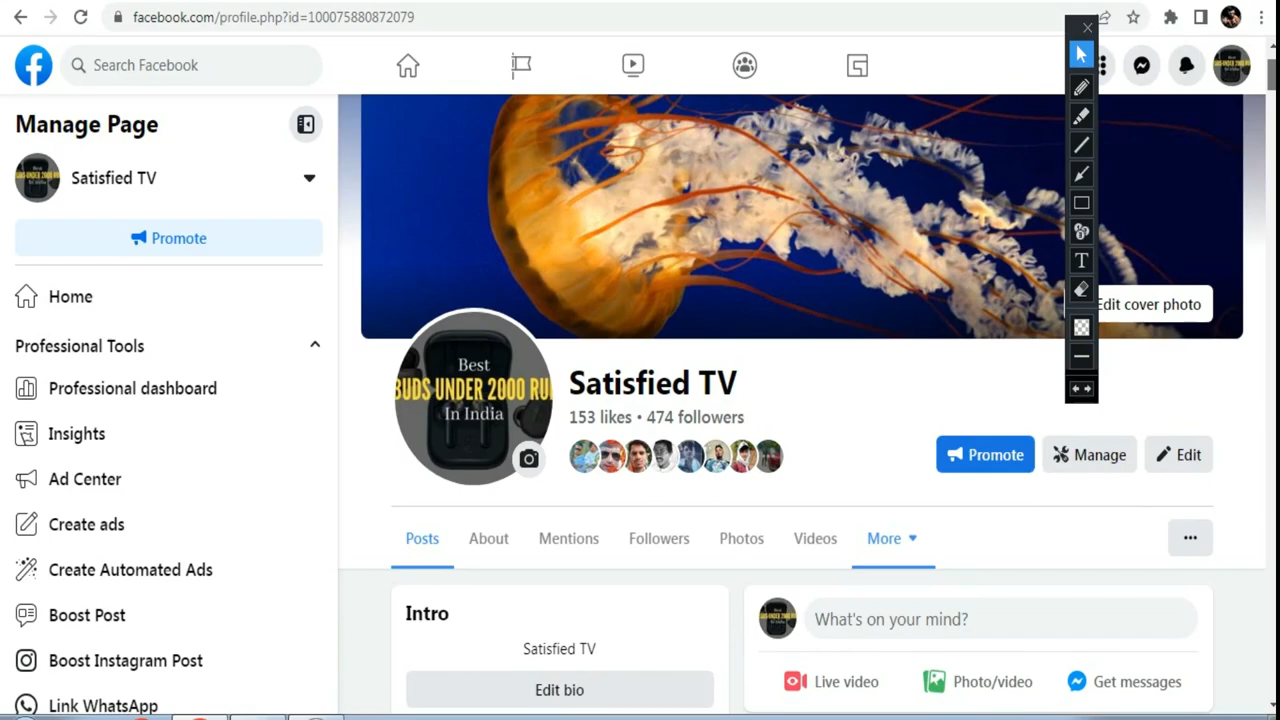 facebook.com/profile.php?id=100075880872079
Search Facebook
Manage Page
Satisfied TV
Promote
Home
Professional Tools
Professional dashboard
Insights
Ad Center
Create ads
Create Automated Ads
Boost Post
Boost Instagram Post
Link WhatsApp
T
Edit cover photo
Best
BUDS UNDER 2000 RU
In India
Satisfied TV
153 likes • 474 followers
Promote
Manage
Edit
Posts
About
Mentions
Followers
Photos
Videos
More
Intro
Satisfied TV
Edit bio
What's on your mind?
Live video
Photo/video
Get messages